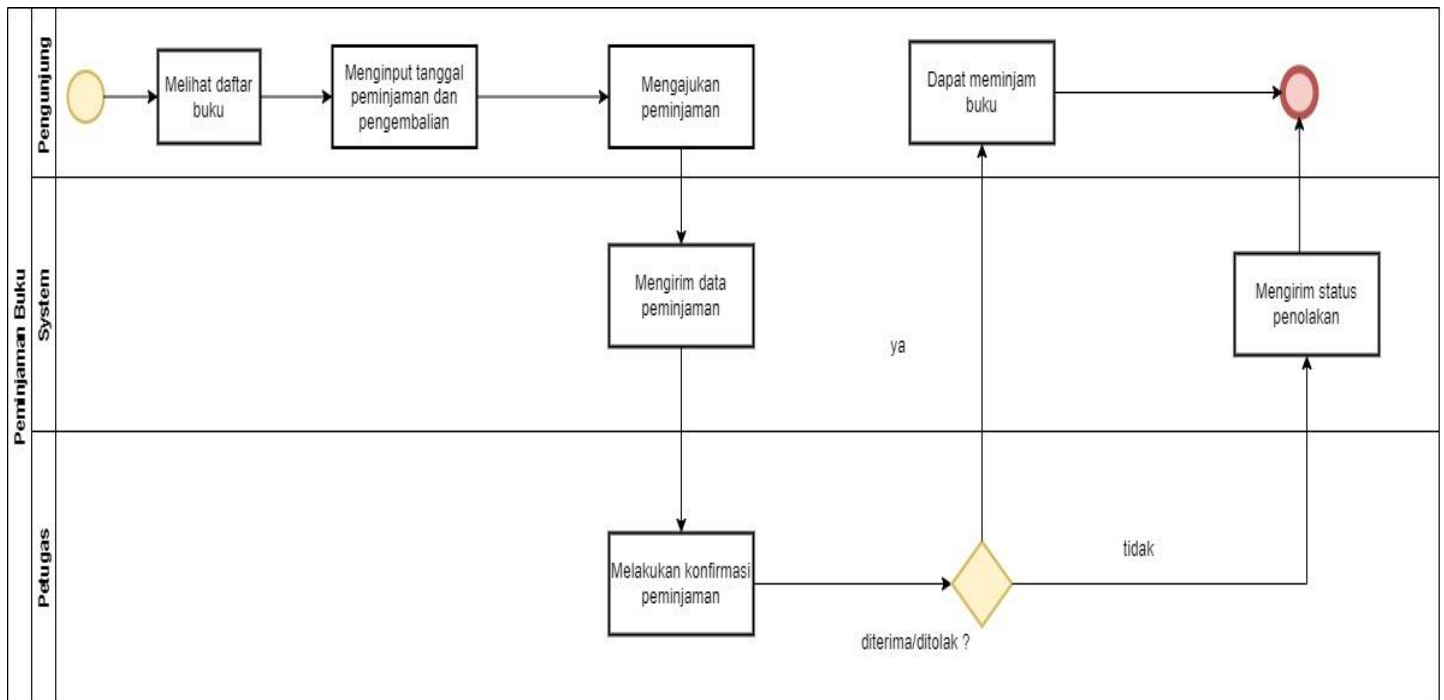 Peminjaman Buku
Pengunjung
Melihat daftar
buku
Menginput tanggal
peminjaman dan
pengembalian
Mengajukan
peminjaman
Dapat meminjam
buku
System
Mengirim data
peminjaman
ya
Mengirim status
penolakan
Petugas
Melakukan konfirmasi
peminjaman
diterima/ditolak ?
tidak